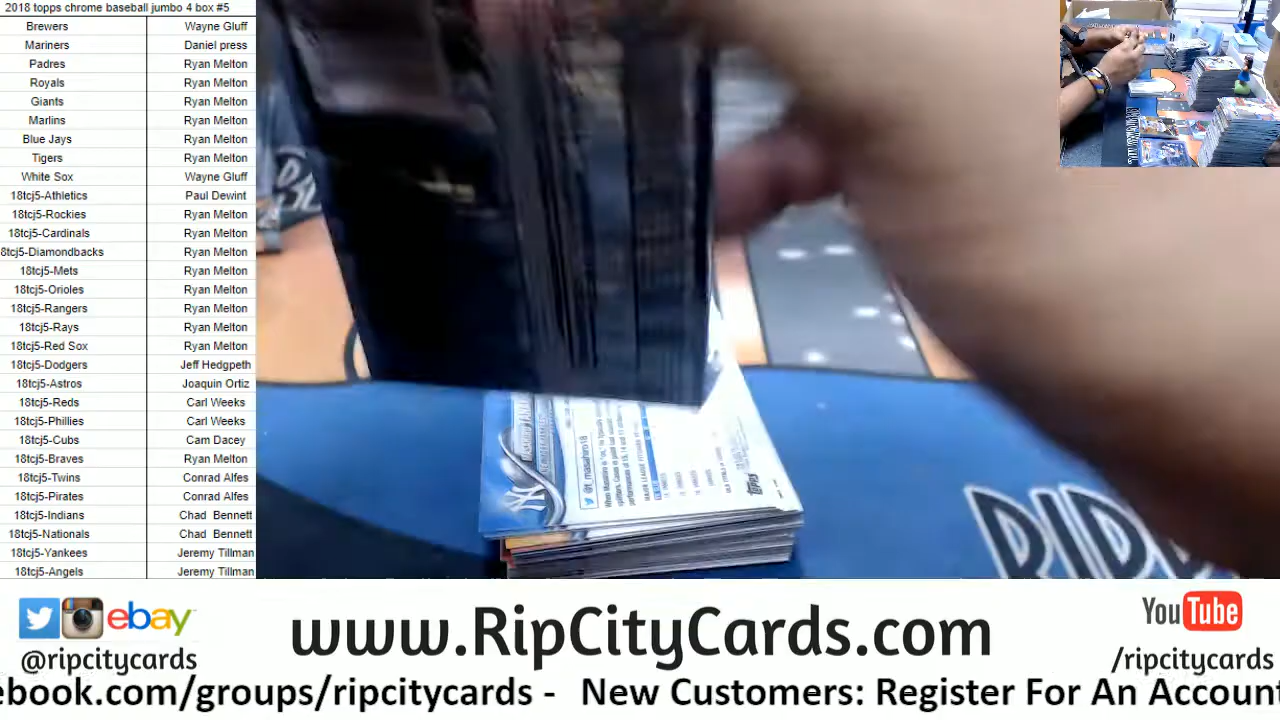 2018 topps chrome baseball jumbo 4 box #5
Brewers Wayne Gluff
Mariners Daniel press
Padres Ryan Melton
Royals Ryan Melton
Giants Ryan Melton
Marlins Ryan Melton
Blue Jays Ryan Melton
Tigers Ryan Melton
White Sox Wayne Gluff
18tcj5-Athletics Paul Dewint
18tcj5-Rockies Ryan Melton
18tcj5-Cardinals Ryan Melton
8tcj5-Diamondbacks Ryan Melton
18tcj5-Mets Ryan Melton
18tcj5-Orioles Ryan Melton
18tcj5-Rangers Ryan Melton
18tcj5-Rays Ryan Melton
18tcj5-Red Sox Ryan Melton
18tcj5-Dodgers Jeff Hedgpeth
18tcj5-Astros Joaquin Ortiz
18tcj5-Reds Carl Weeks
18tcj5-Phillies Carl Weeks
18tcj5-Cubs Cam Dacey
18tcj5-Braves Ryan Melton
18tcj5-Twins Conrad Alfes
18tcj5-Pirates Conrad Alfes
18tcj5-Indians Chad Bennett
18tcj5-Nationals Chad Bennett
18tcj5-Yankees Jeremy Tillman
18tcj5-Angels Jeremy Tillman
MASAHIRO TANAKA
@t_masahiro18
topps
RIP
ebay
@ripcitycards
www.RipCityCards.com
YouTube
/ripcitycards
ebook.com/groups/ripcitycards - New Customers: Register For An Account